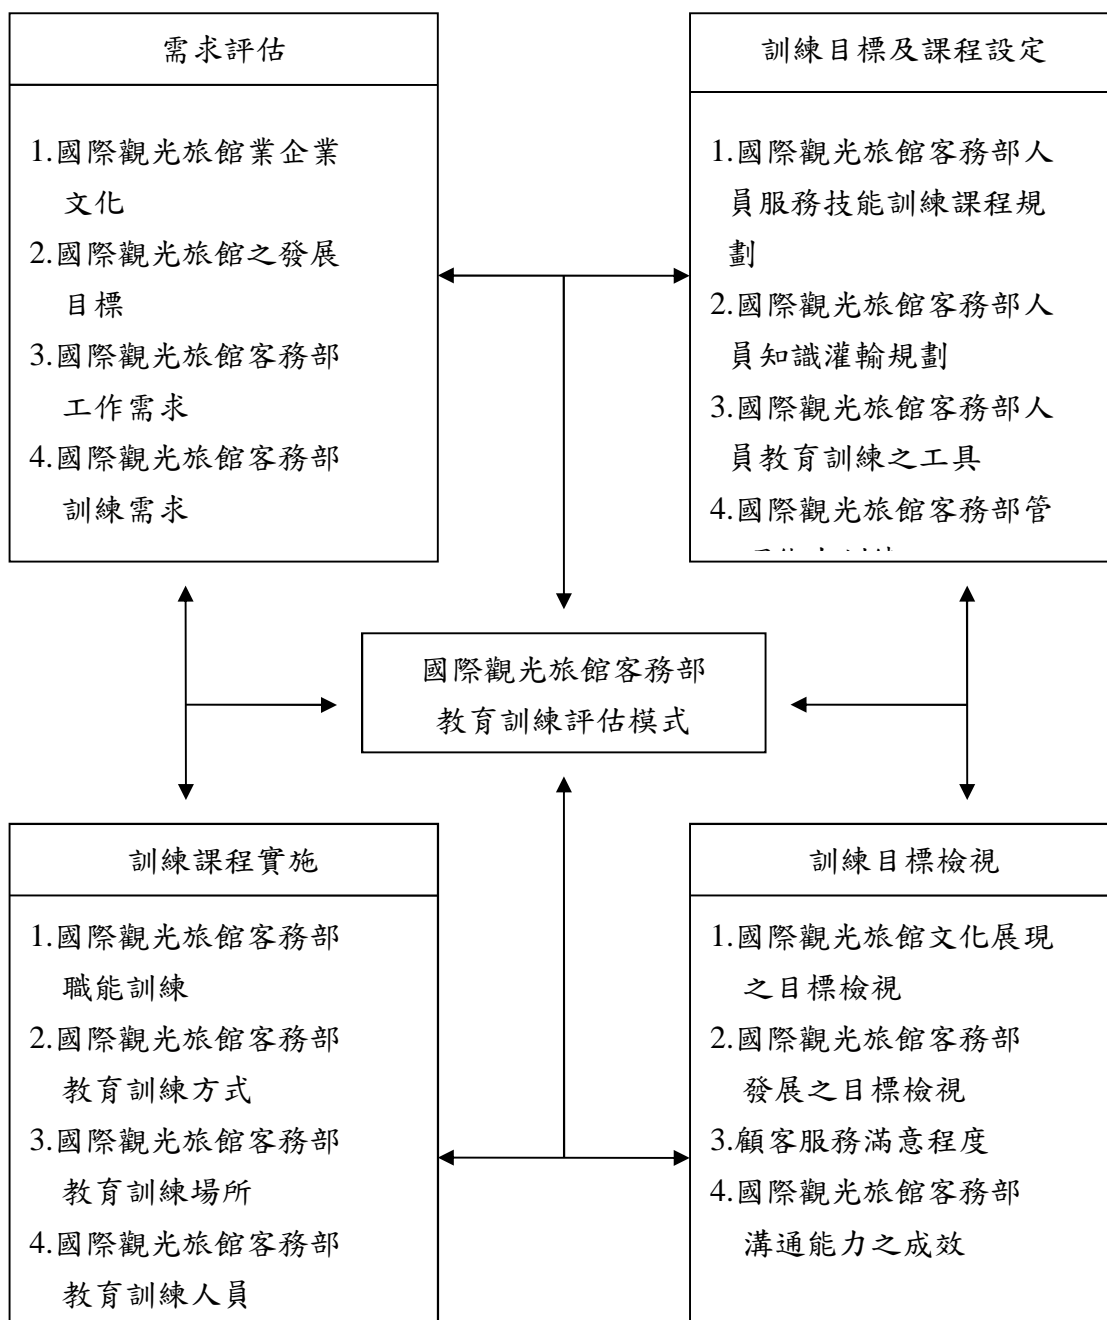 需求評估
1.國際觀光旅館業企業
文化
2.國際觀光旅館之發展
目標
3.國際觀光旅館客務部
工作需求
4.國際觀光旅館客務部
訓練需求
訓練目標及課程設定
1.國際觀光旅館客務部人
員服務技能訓練課程規
劃
2.國際觀光旅館客務部人
員知識灌輸規劃
3.國際觀光旅館客務部人
員教育訓練之工具
4.國際觀光旅館客務部管
國際觀光旅館客務部
教育訓練評估模式
訓練課程實施
1.國際觀光旅館客務部
職能訓練
2.國際觀光旅館客務部
教育訓練方式
3.國際觀光旅館客務部
教育訓練場所
4.國際觀光旅館客務部
教育訓練人員
訓練目標檢視
1.國際觀光旅館文化展現
之目標檢視
2.國際觀光旅館客務部
發展之目標檢視
3.顧客服務滿意程度
4.國際觀光旅館客務部
溝通能力之成效